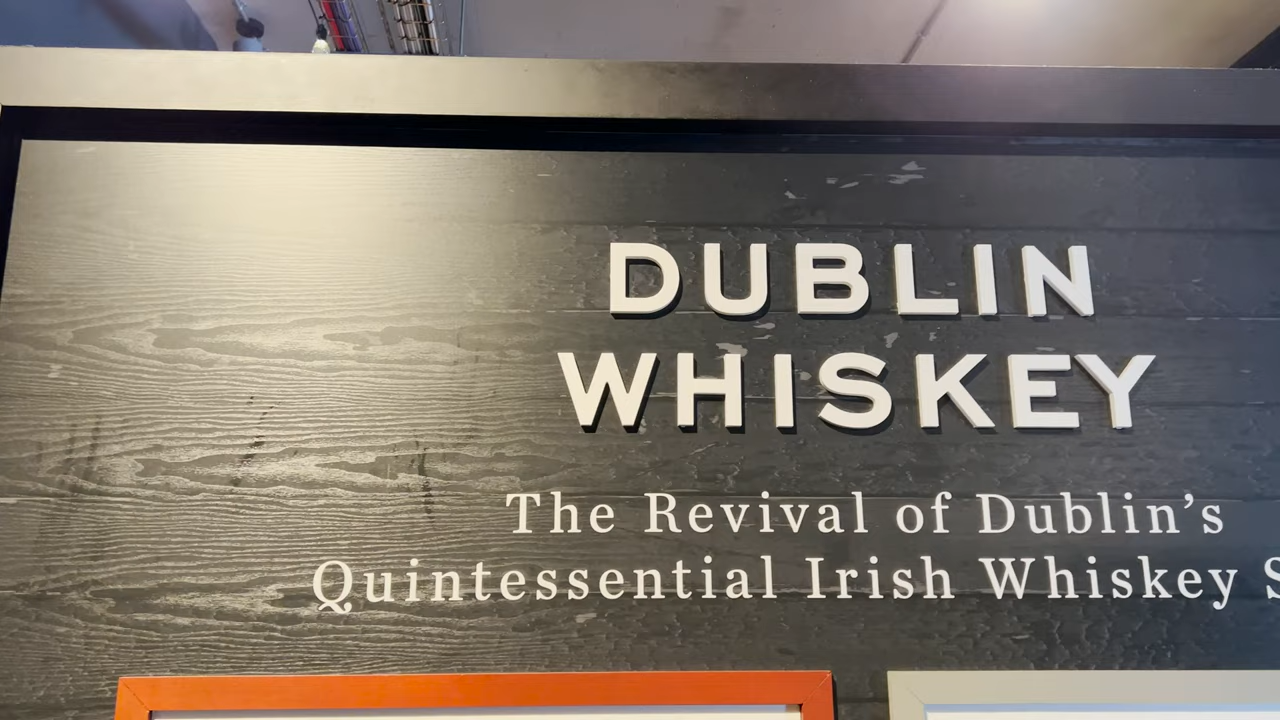 DUBLIN
WHISKEY
The Revival of Dublin's
Quintessential Irish Whiskey